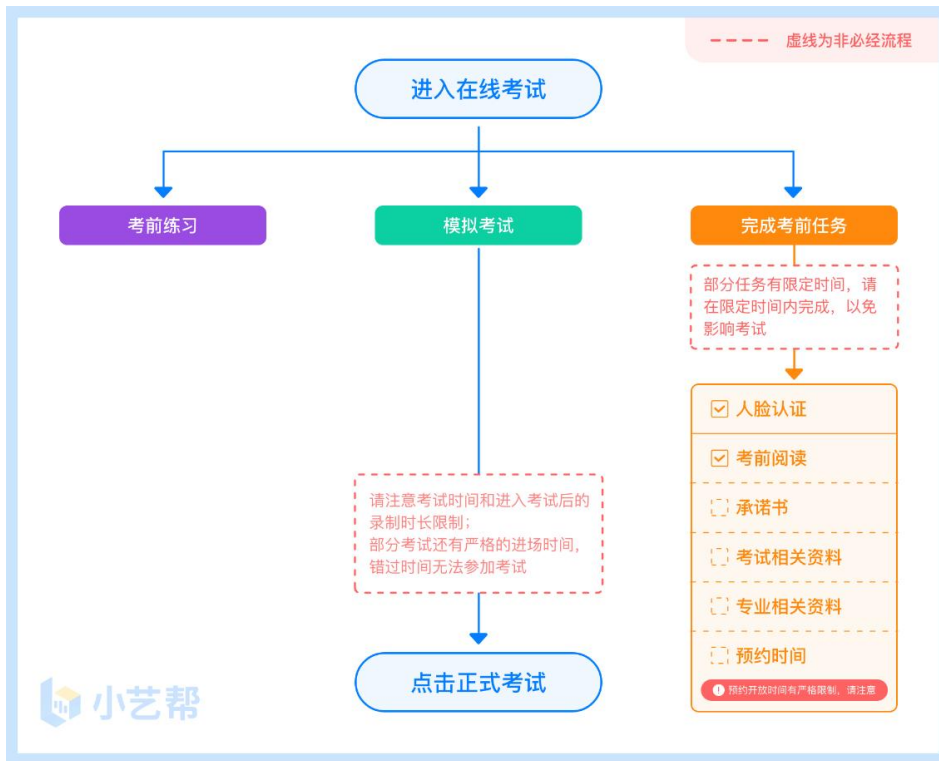 虚线为非必经流程
进入在线考试
考前练习
模拟考试
完成考前任务
部分任务有限定时间，请
在限定时间内完成，以免
影响考试
人脸认证
考前阅读
承诺书
考试相关资料
专业相关资料
预约时间
预约开放时间有严格限制，请注意
请注意考试时间和进入考试后的
录制时长限制；
部分考试还有严格的进场时间，
错过时间无法参加考试
点击正式考试
小艺帮